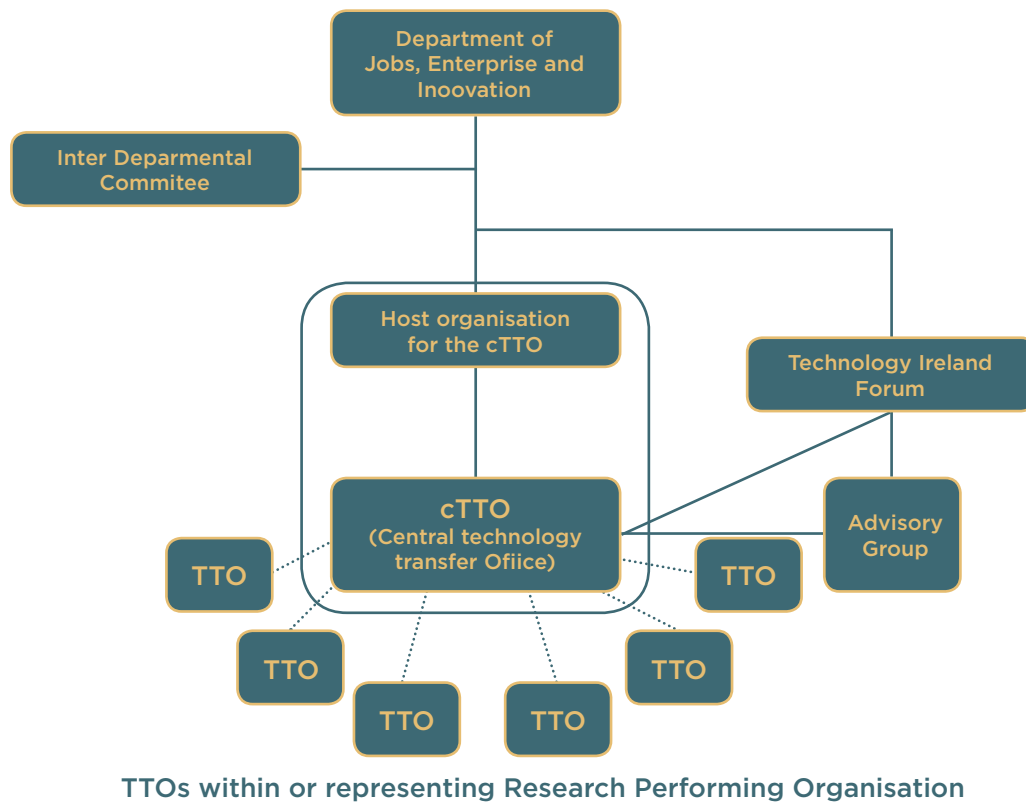 Department of
Jobs, Enterprise and
Inoovation
Inter Deparmental
Commitee
Host organisation
for the cTTO
Technology Ireland
Forum
cTTO
(Central technology
transfer Ofiice)
Advisory
Group
TTO
TTO
TTO
TTO
TTO
TTO
TTOs within or representing Research Performing Organisation